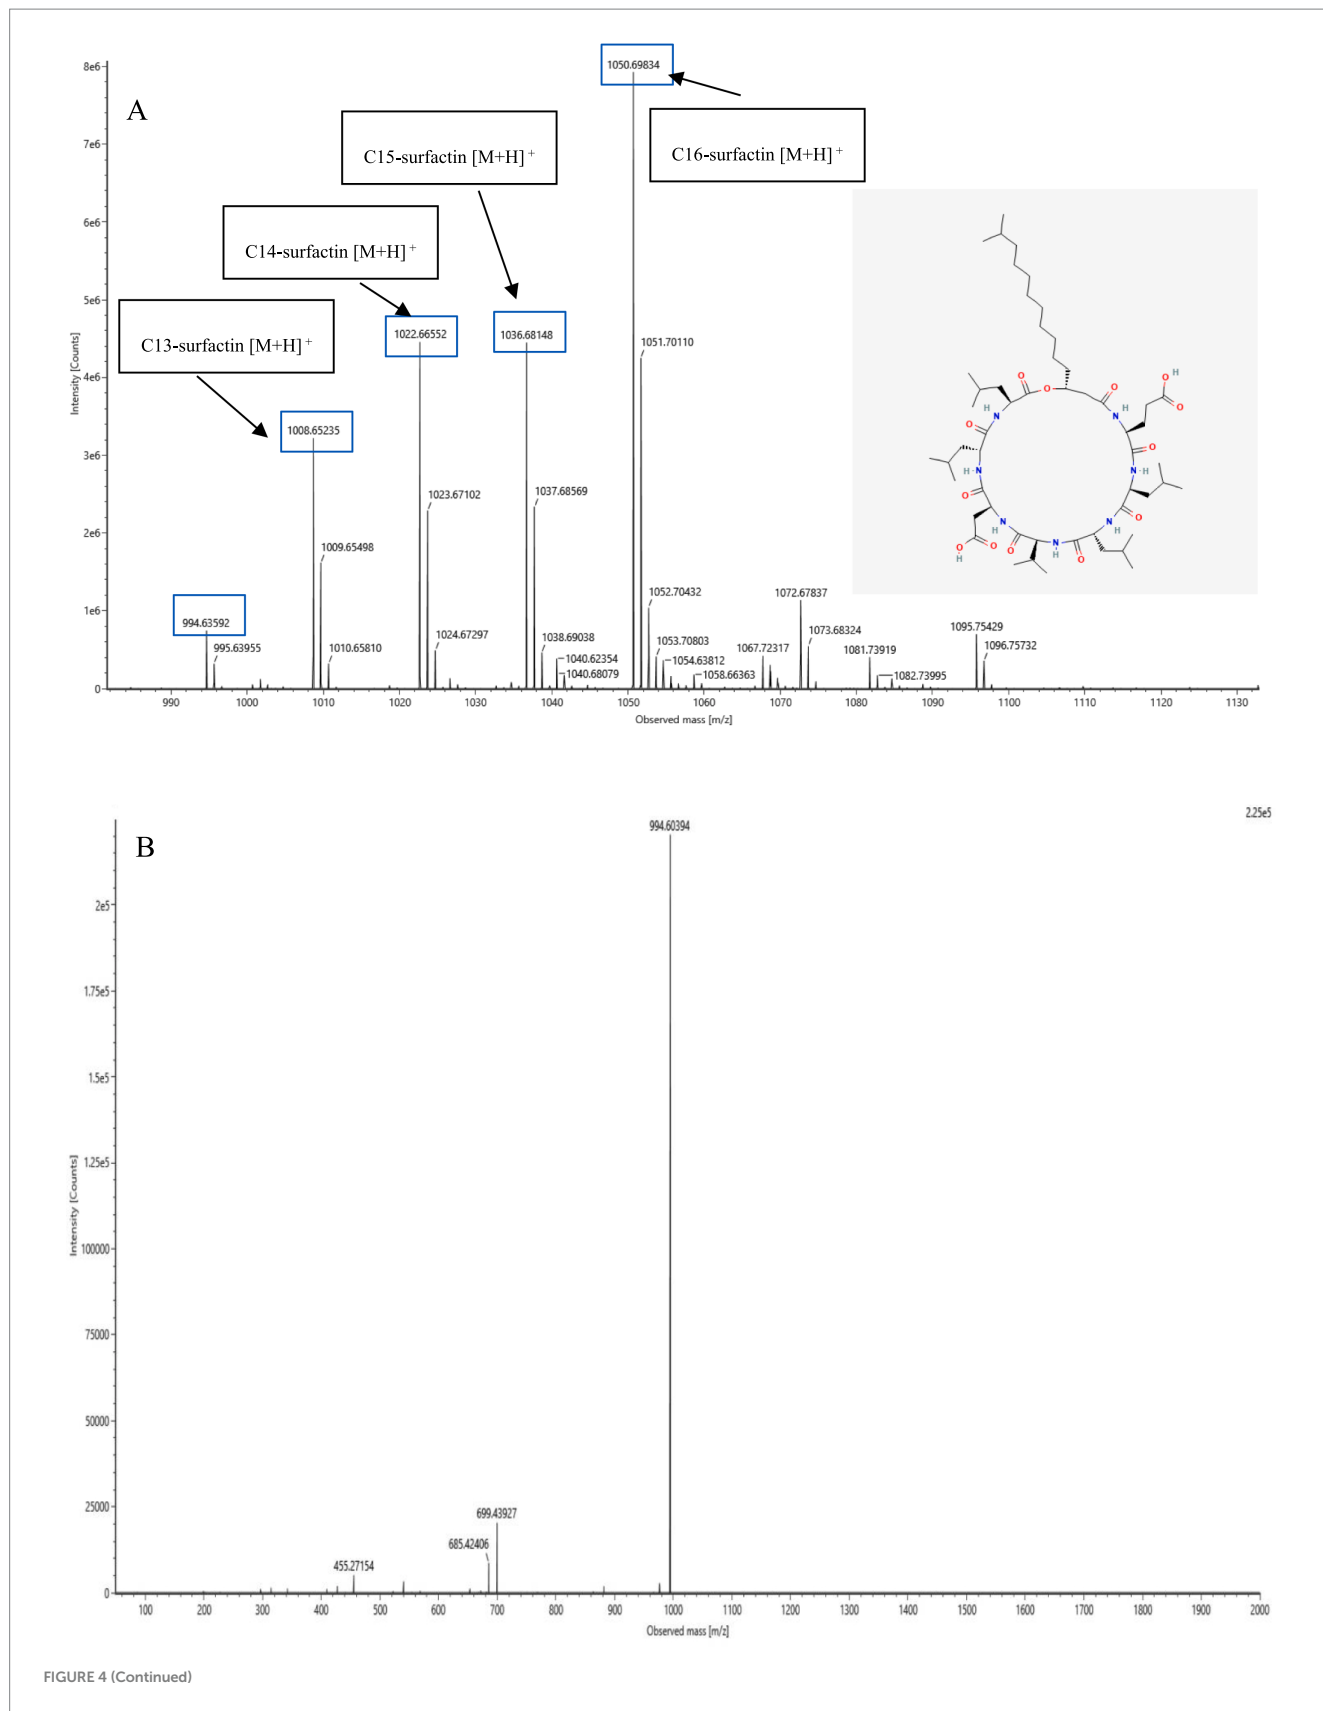 1050.69834
8e6
A
7e6
C15-surfactin [M+H]+
C16-surfactin [M+H]+
6e6
C14-surfactin [M+H]+
5e6
C13-surfactin [M+H]+
1022.66552
1036.68148
1051.70110
Intensity [Counts]
4e6
1008.65235
3e6
1023.67102
1037.68569
2e6
1009.65498
1e6
994.63592
995.63955
1010.65810
1024.67297
1038.69038
1040.62354
1040.68079
1052.70432
1053.70803
1054.63812
1058.66363
1067.72317
1072.67837
1073.68324
1081.73919
1082.73995
1095.75429
1096.75732
0
990 1000 1010 1020 1030 1040 1050 1060 1070 1080 1090 1100 1110 1120 1130
Observed mass [m/z]
O H
O
O O O
N H H N
O O
H-N N-H
O O
N H H N
O H O
O N H O
B
994.60394
2.25e5
2e5
1.75e5
1.5e5
1.25e5
Intensity [Counts]
100000
75000
50000
25000
699.43927
685.42406
455.27154
0
100 200 300 400 500 600 700 800 900 1000 1100 1200 1300 1400 1500 1600 1700 1800 1900 2000
Observed mass [m/z]
FIGURE 4 (Continued)